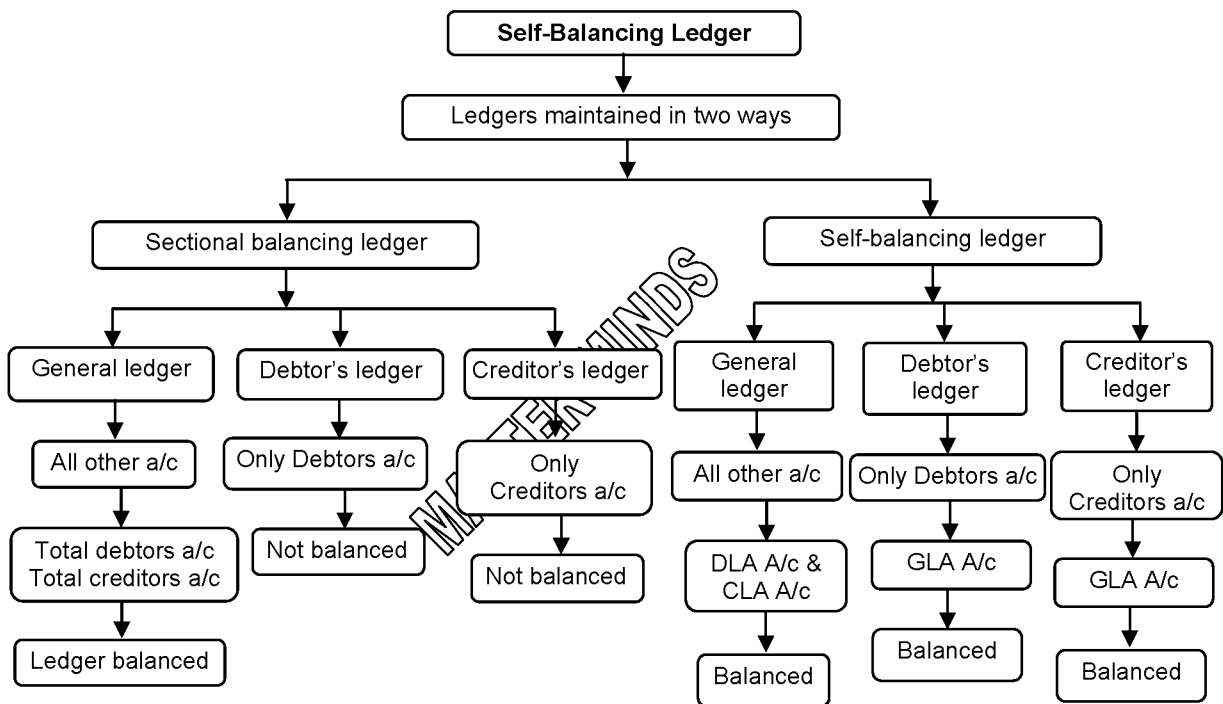 Self-Balancing Ledger
Ledgers maintained in two ways
Sectional balancing ledger
Self-balancing ledger
General ledger
Debtor's ledger
Creditor's ledger
General
ledger
Debtor's
ledger
Creditor's
ledger
All other a/c
Only Debtors a/c
Only
Creditors a/c
All other a/c
Only Debtors a/c
Only
Creditors a/c
Total debtors a/c
Total creditors a/c
Not balanced
Not balanced
DLA A/c &
CLA A/c
GLA A/c
GLA A/c
Ledger balanced
Balanced
Balanced
Balanced
MASTER MINDS